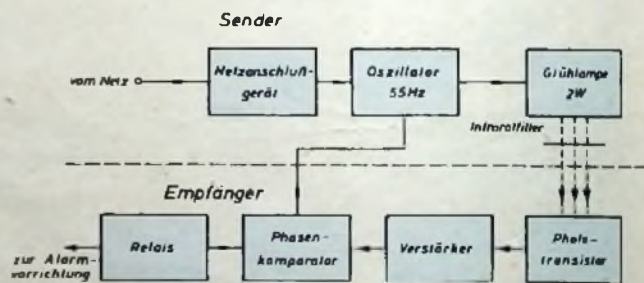 Sender
vom Netz
Netzanschluß-
gerät
Oszillator
55Hz
Glühlampe
2W
Infrarotfilter
Empfänger
zur Alarm-
vorrichtung
Relais
Phasen-
komparator
Verstärker
Photo-
transistor